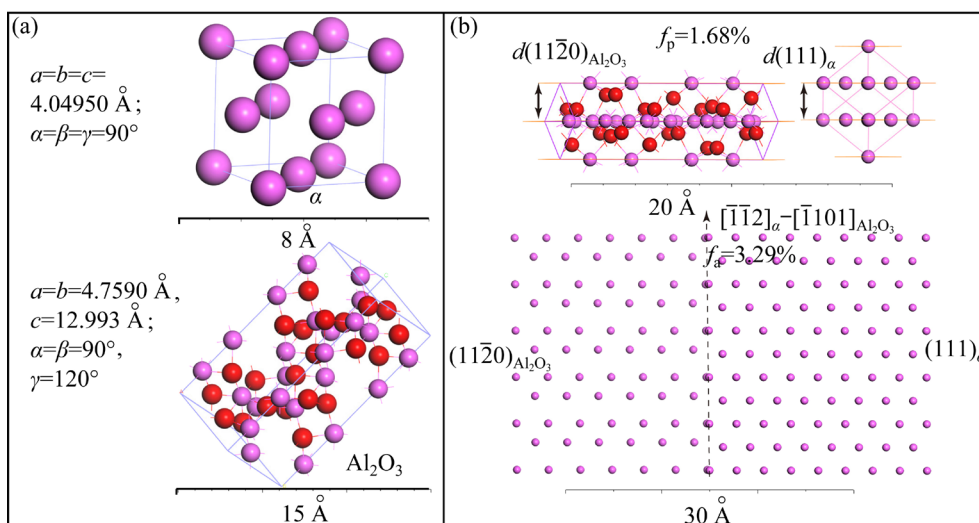 (a)
a=b=c=
4.04950 Å;
α=β=γ=90°
α
8 Å
a=b=4.7590 Å,
c=12.993 Å;
α=β=90°,
γ=120°
Al₂O₃
15 Å
(b)
d(112̄0)Al₂O₃
fₚ=1.68%
d(111)α
20 Å
[1̄1̄2]α–[1̄101]Al₂O₃
fₐ=3.29%
(112̄0)Al₂O₃
(111)
30 Å